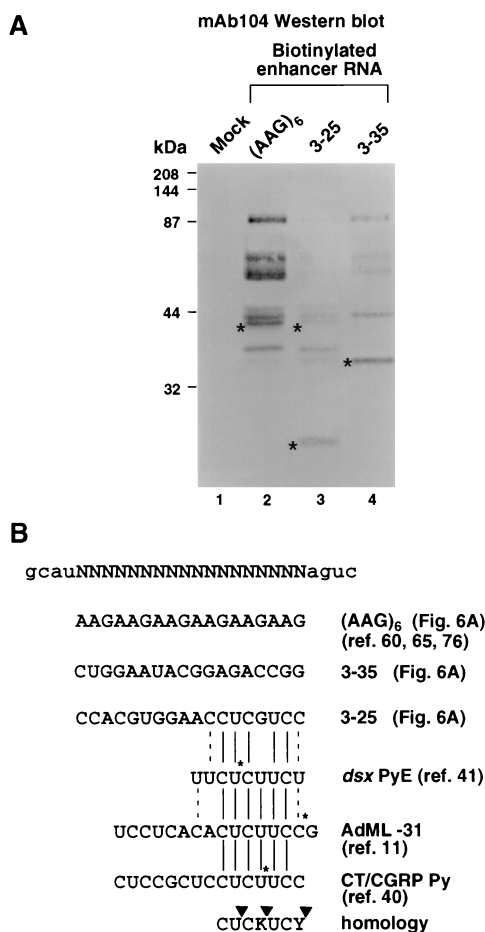 A
mAb104 Western blot
Biotinylated
enhancer RNA
kDa
Mock
(AAG)6
3-25
3-35
208
144
87
44
32
*
*
*
*
1 2 3 4
B
gcauNNNNNNNNNNNNNNNNNNaguc
AAGAAGAAGAAGAAGAAG (AAG)6 (Fig. 6A)
(ref. 60, 65, 76)
CUGGAAUACGGAGACCGG 3-35 (Fig. 6A)
CCACGUGGAACCUCGUCC 3-25 (Fig. 6A)
*
UUCUCUUCU dsx PyE (ref. 41)
*
UCCUCACACUCUUCCG AdML -31
(ref. 11)
CUCCGCUCCUCUUCC CT/CGRP Py
*
(ref. 40)
CUCKUCY homology